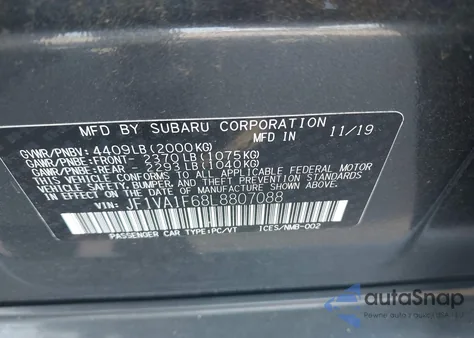 MFD BY SUBARU CORPORATION
MFD IN 11/19
GVWR/PNBV: 4409LB(2000KG)
GAWR/PNBE:FRONT- 2370LB(1075KG)
GAWR/PNBE:REAR - 2293LB(1040KG)
THIS VEHICLE CONFORMS TO ALL APPLICABLE
FEDERAL MOTOR VEHICLE SAFETY, BUMPER AND
THEFT PREVENTION STANDARDS
IN EFFECT ON THE DATE OF
MANUFACTURE SHOWN ABOVE.
VIN: JF1VA1F68L8807088
PASSENGER CAR TYPE:PC/VT ICES/NMB-002
autaSnap